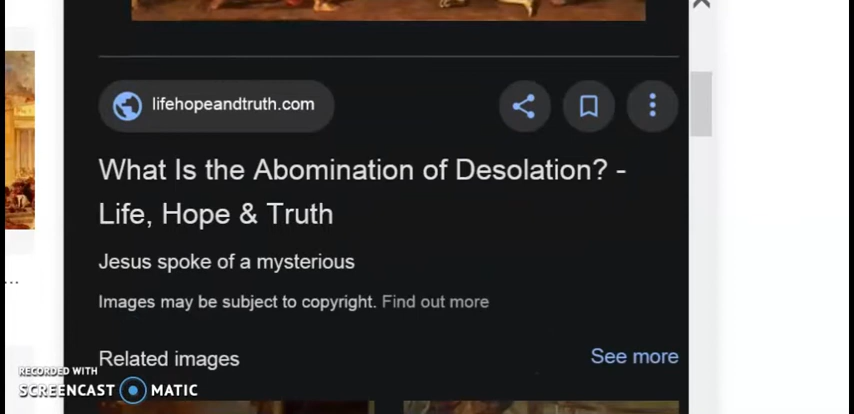 lifehopeandtruth.com
What Is the Abomination of Desolation? -
Life, Hope & Truth
Jesus spoke of a mysterious
...
Images may be subject to copyright. Find out more
Related images
See more
RECORDED WITH
SCREENCAST MATIC